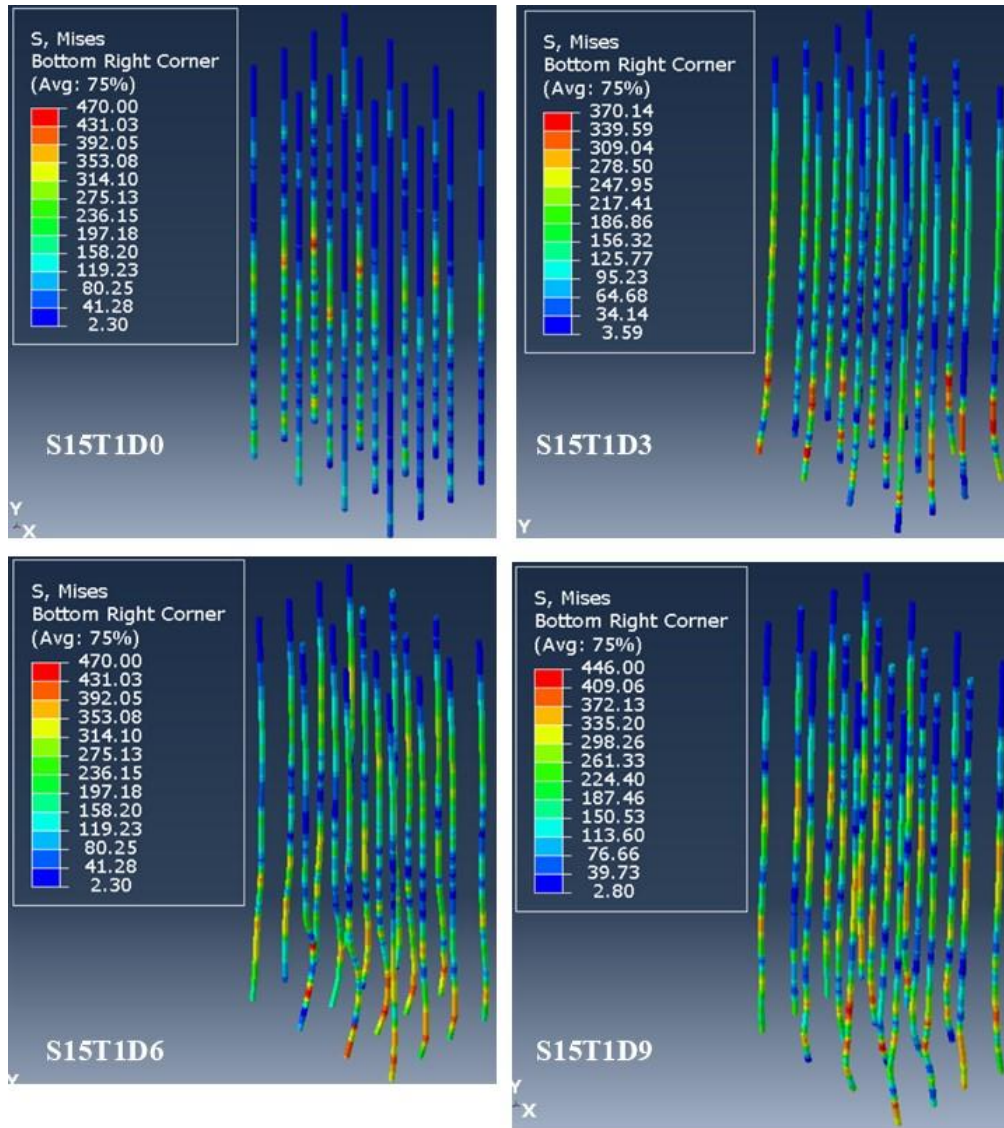 S, Mises
Bottom Right Corner
(Avg: 75%)
470.00
431.03
392.05
353.08
314.10
275.13
236.15
197.18
158.20
119.23
80.25
41.28
2.30
S15T1D0
Y
X
S, Mises
Bottom Right Corner
(Avg: 75%)
370.14
339.59
309.04
278.50
247.95
217.41
186.86
156.32
125.77
95.23
64.68
34.14
3.59
S15T1D3
Y
S, Mises
Bottom Right Corner
(Avg: 75%)
470.00
431.03
392.05
353.08
314.10
275.13
236.15
197.18
158.20
119.23
80.25
41.28
2.30
S15T1D6
Y
S, Mises
Bottom Right Corner
(Avg: 75%)
446.00
409.06
372.13
335.20
298.26
261.33
224.40
187.46
150.53
113.60
76.66
39.73
2.80
S15T1D9
Y
X